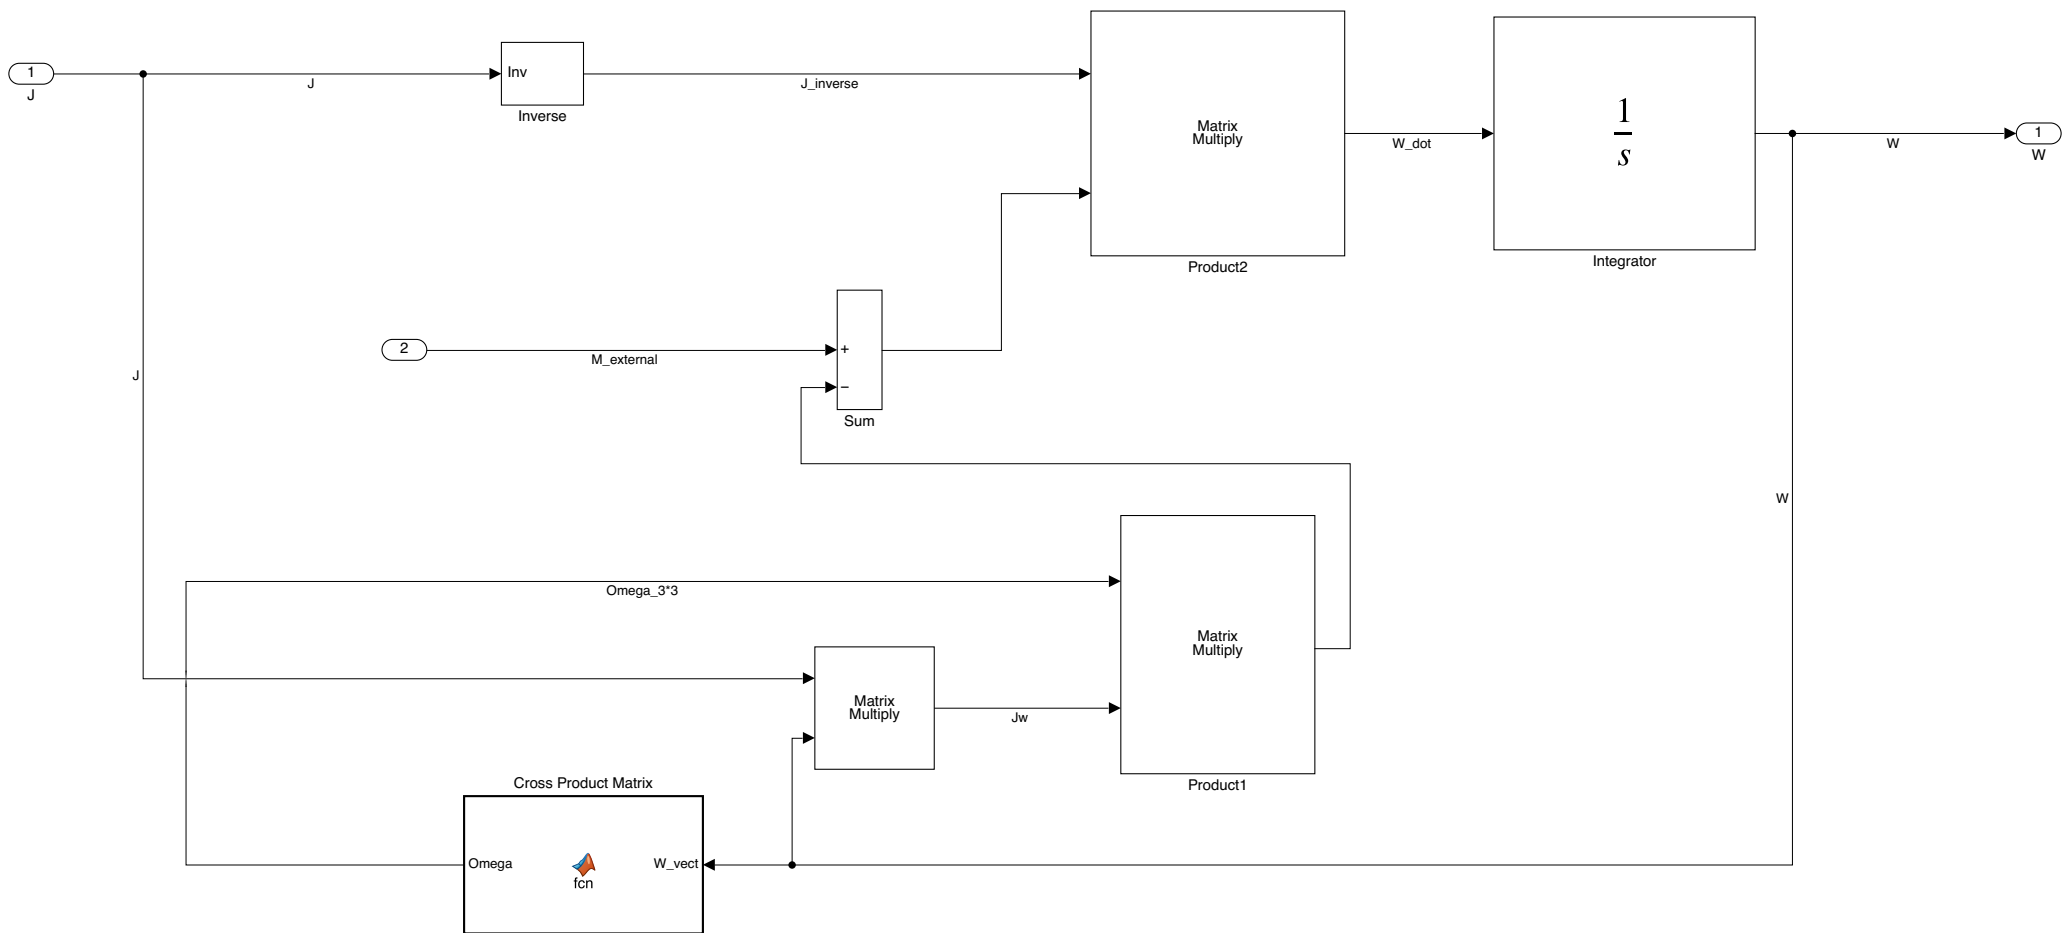 1
J
J
Inv
Inverse
J_inverse
Matrix
Multiply
Product2
W_dot
1
s
Integrator
W
1
W
2
M_external
+
−
Sum
J
W
Omega_3*3
Matrix
Multiply
Product1
Matrix
Multiply
Jw
Cross Product Matrix
Omega
fcn
W_vect